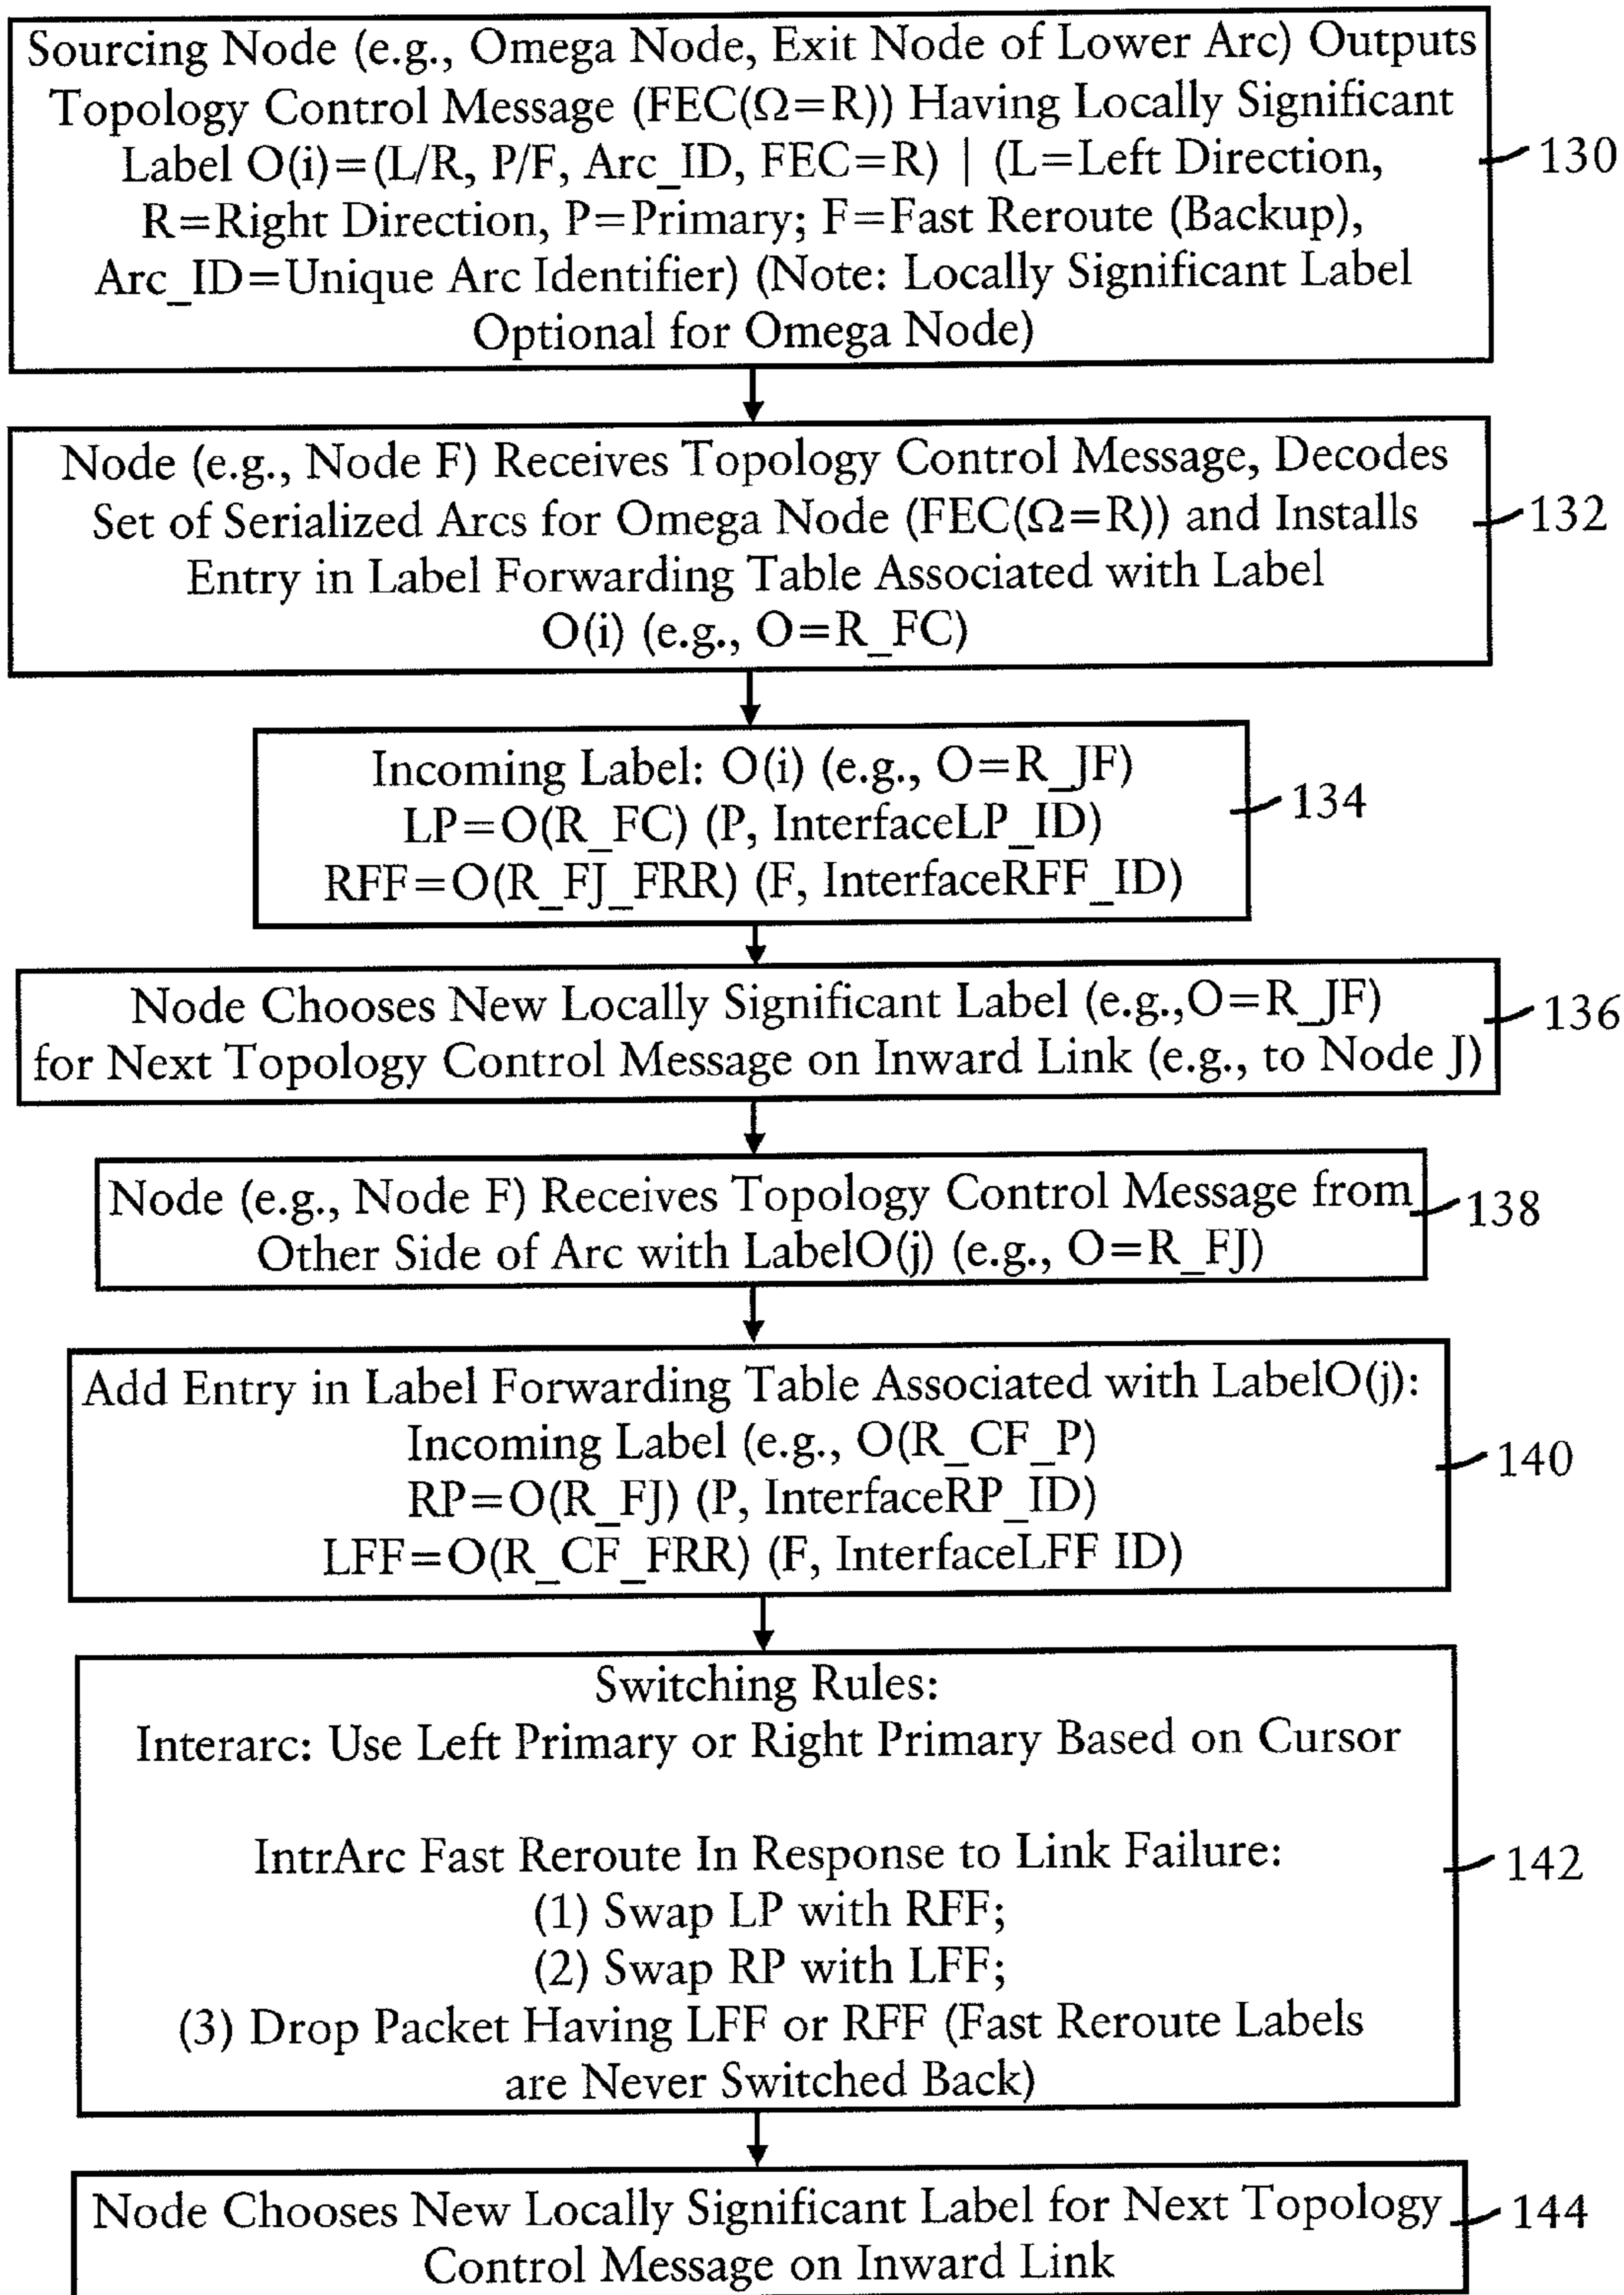 Sourcing Node (e.g., Omega Node, Exit Node of Lower Arc) Outputs
Topology Control Message (FEC(Ω=R)) Having Locally Significant
Label O(i)=(L/R, P/F, Arc_ID, FEC=R) | (L=Left Direction,
R=Right Direction, P=Primary; F=Fast Reroute (Backup),
Arc_ID=Unique Arc Identifier) (Note: Locally Significant Label
Optional for Omega Node)
130
Node (e.g., Node F) Receives Topology Control Message, Decodes
Set of Serialized Arcs for Omega Node (FEC(Ω=R)) and Installs
Entry in Label Forwarding Table Associated with Label
O(i) (e.g., O=R_FC)
132
Incoming Label: O(i) (e.g., O=R_JF)
LP=O(R_FC) (P, InterfaceLP_ID)
RFF=O(R_FJ_FRR) (F, InterfaceRFF_ID)
134
Node Chooses New Locally Significant Label (e.g.,O=R_JF)
for Next Topology Control Message on Inward Link (e.g., to Node J)
136
Node (e.g., Node F) Receives Topology Control Message from
Other Side of Arc with LabelO(j) (e.g., O=R_FJ)
138
Add Entry in Label Forwarding Table Associated with LabelO(j):
Incoming Label (e.g., O(R_CF_P)
RP=O(R_FJ) (P, InterfaceRP_ID)
LFF=O(R_CF_FRR) (F, InterfaceLFF ID)
140
Switching Rules:
Interarc: Use Left Primary or Right Primary Based on Cursor
IntrArc Fast Reroute In Response to Link Failure:
(1) Swap LP with RFF;
(2) Swap RP with LFF;
(3) Drop Packet Having LFF or RFF (Fast Reroute Labels
are Never Switched Back)
142
Node Chooses New Locally Significant Label for Next Topology
Control Message on Inward Link
144